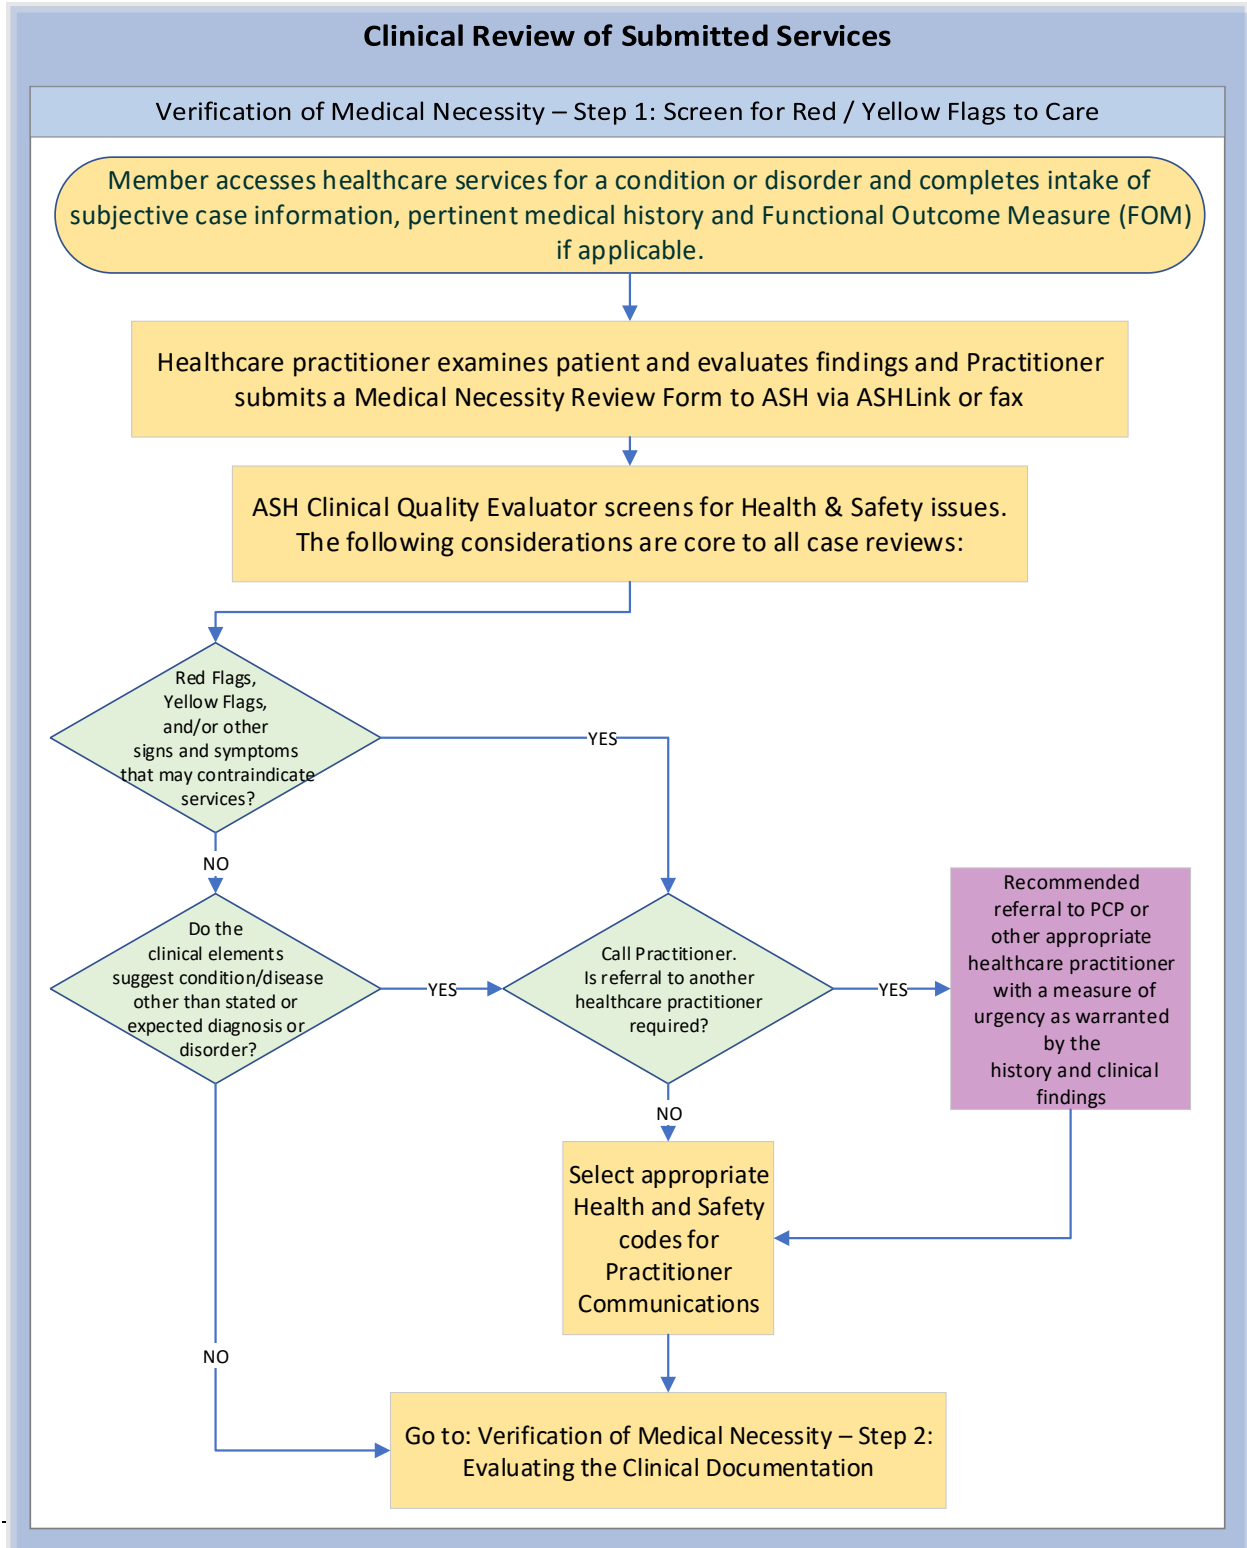 Clinical Review of Submitted Services
Verification of Medical Necessity – Step 1: Screen for Red / Yellow Flags to Care
Member accesses healthcare services for a condition or disorder and completes intake of
subjective case information, pertinent medical history and Functional Outcome Measure (FOM)
if applicable.
Healthcare practitioner examines patient and evaluates findings and Practitioner
submits a Medical Necessity Review Form to ASH via ASHLink or fax
ASH Clinical Quality Evaluator screens for Health & Safety issues.
The following considerations are core to all case reviews:
Red Flags,
Yellow Flags,
and/or other
signs and symptoms
that may contraindicate
services?
YES
NO
Do the
clinical elements
suggest condition/disease
other than stated or
expected diagnosis or
disorder?
YES
Call Practitioner.
Is referral to another
healthcare practitioner
required?
YES
Recommended
referral to PCP or
other appropriate
healthcare practitioner
with a measure of
urgency as warranted
by the
history and clinical
findings
NO
Select appropriate
Health and Safety
codes for
Practitioner
Communications
NO
Go to: Verification of Medical Necessity – Step 2:
Evaluating the Clinical Documentation